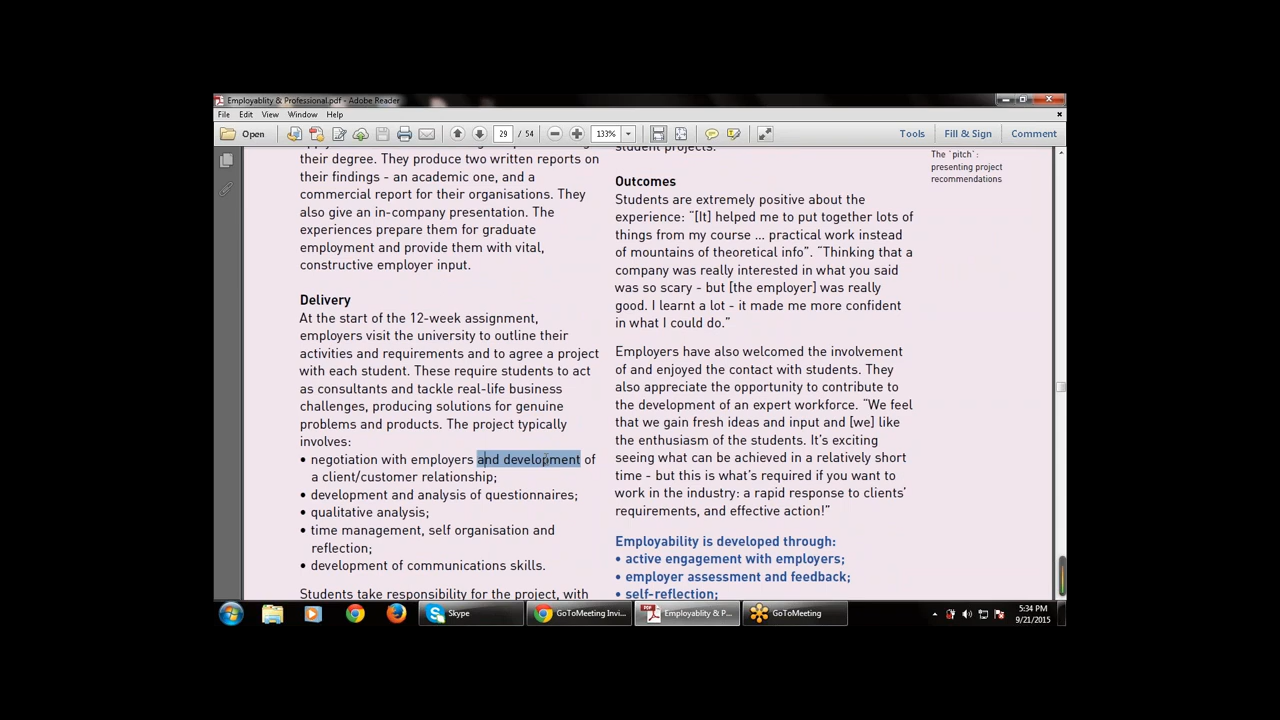 Employablity & Professional.pdf - Adobe Reader
File Edit View Window Help
Open 29 / 54 133% Tools Fill & Sign Comment
their degree. They produce two written reports on
their findings - an academic one, and a
commercial report for their organisations. They
also give an in-company presentation. The
experiences prepare them for graduate
employment and provide them with vital,
constructive employer input.
Delivery
At the start of the 12-week assignment,
employers visit the university to outline their
activities and requirements and to agree a project
with each student. These require students to act
as consultants and tackle real-life business
challenges, producing solutions for genuine
problems and products. The project typically
involves:
• negotiation with employers and development of
a client/customer relationship;
• development and analysis of questionnaires;
• qualitative analysis;
• time management, self organisation and
reflection;
• development of communications skills.
Students take responsibility for the project, with
student projects.
Outcomes
Students are extremely positive about the
experience: “[It] helped me to put together lots of
things from my course ... practical work instead
of mountains of theoretical info”. “Thinking that a
company was really interested in what you said
was so scary - but [the employer] was really
good. I learnt a lot - it made me more confident
in what I could do.”
Employers have also welcomed the involvement
of and enjoyed the contact with students. They
also appreciate the opportunity to contribute to
the development of an expert workforce. “We feel
that we gain fresh ideas and input and [we] like
the enthusiasm of the students. It’s exciting
seeing what can be achieved in a relatively short
time - but this is what’s required if you want to
work in the industry: a rapid response to clients’
requirements, and effective action!”
Employability is developed through:
• active engagement with employers;
• employer assessment and feedback;
• self-reflection;
The `pitch´:
presenting project
recommendations
Skype GoToMeeting Invi... Employablity & P... GoToMeeting
5:34 PM
9/21/2015